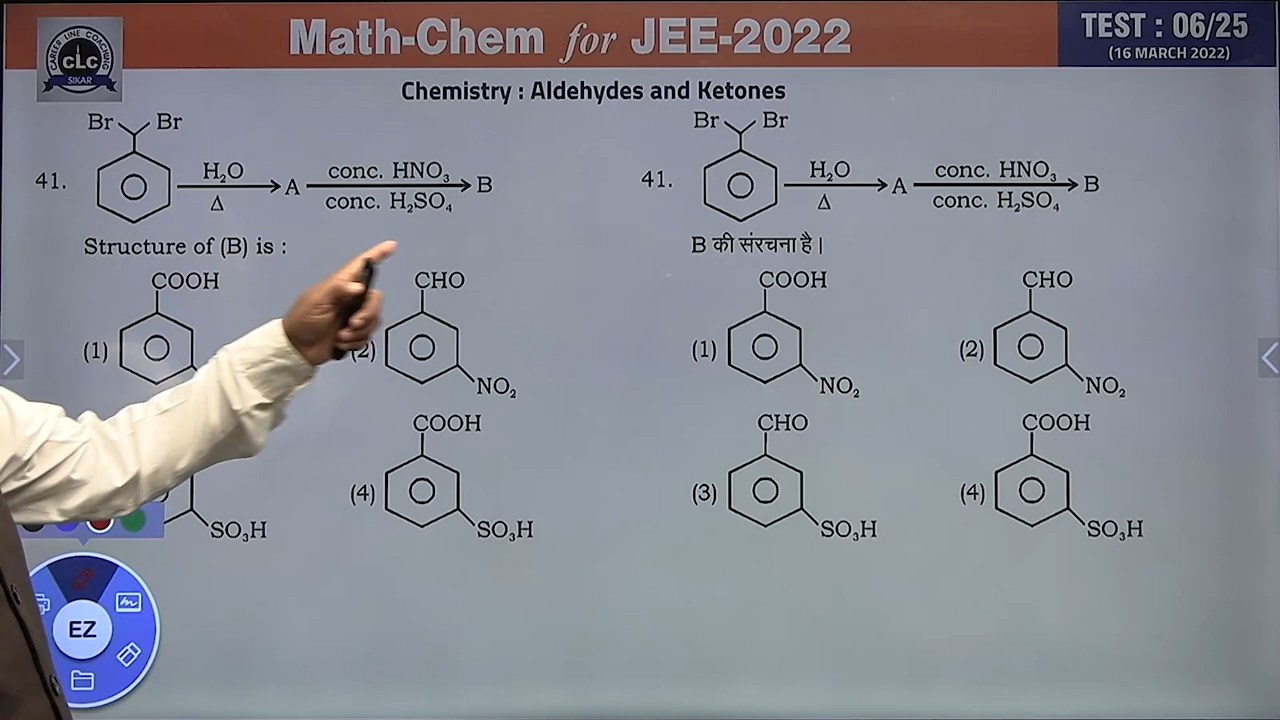 CAREER LINE COACHING
CLC
SIKAR
Math-Chem for JEE-2022
TEST : 06/25
(16 MARCH 2022)
Chemistry : Aldehydes and Ketones
Br Br
41. H₂O Δ A conc. HNO₃ conc. H₂SO₄ B
Structure of (B) is :
COOH
(1)
CHO
(2) NO₂
SO₃H
COOH
(4) SO₃H
Br Br
41. H₂O Δ A conc. HNO₃ conc. H₂SO₄ B
B की संरचना है।
COOH
(1) NO₂
CHO
(2) NO₂
CHO
(3) SO₃H
COOH
(4) SO₃H
EZ